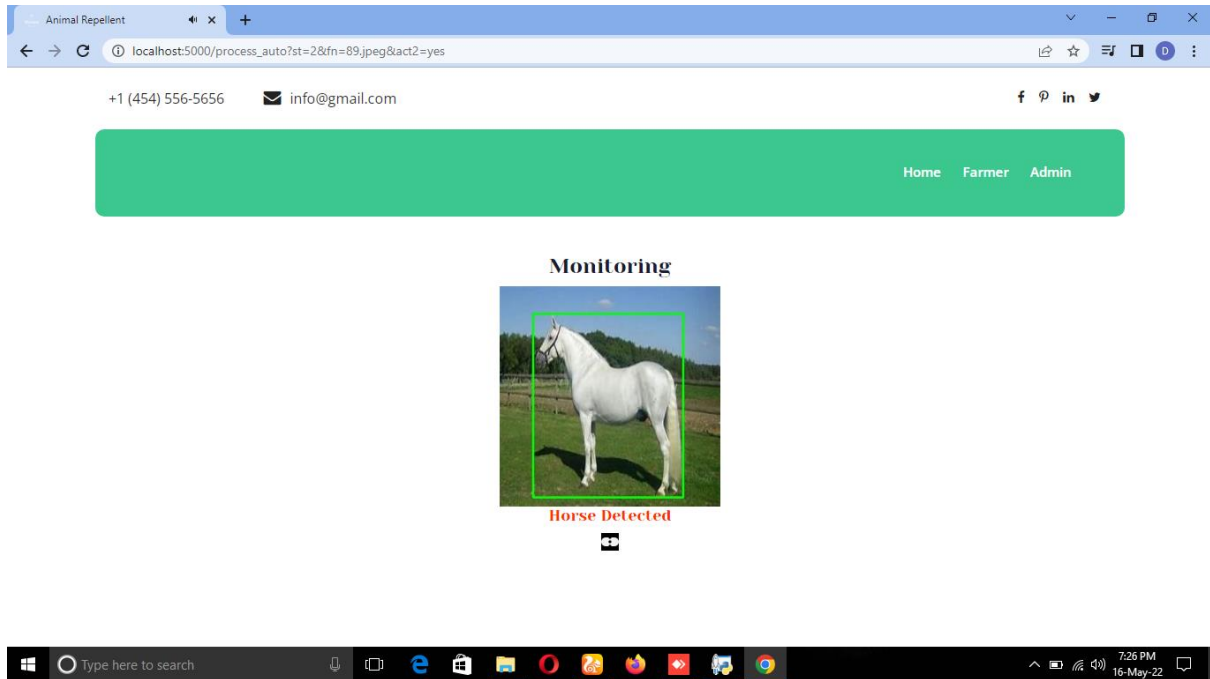 Animal Repellent
localhost:5000/process_auto?st=2&fn=89.jpeg&act2=yes
D
+1 (454) 556-5656 info@gmail.com
Home Farmer Admin
Monitoring
Horse Detected
Type here to search
7:26 PM
16-May-22